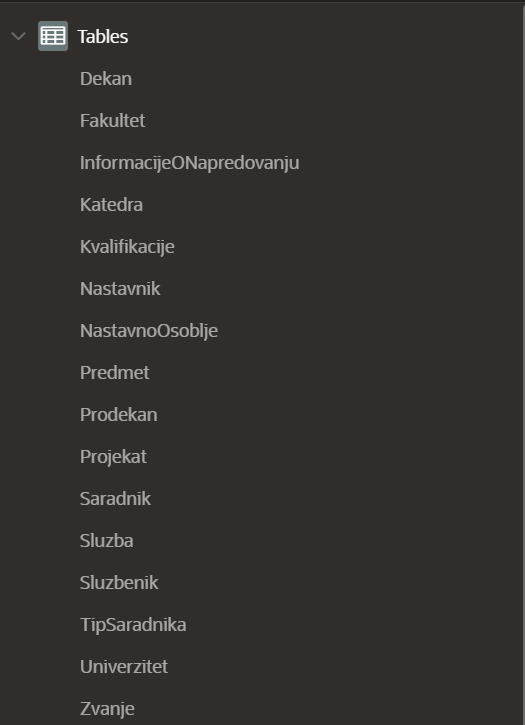 Tables
Dekan
Fakultet
InformacijeONapredovanju
Katedra
Kvalifikacije
Nastavnik
NastavnoOsoblje
Predmet
Prodekan
Projekat
Saradnik
Sluzba
Sluzbenik
TipSaradnika
Univerzitet
Zvanje